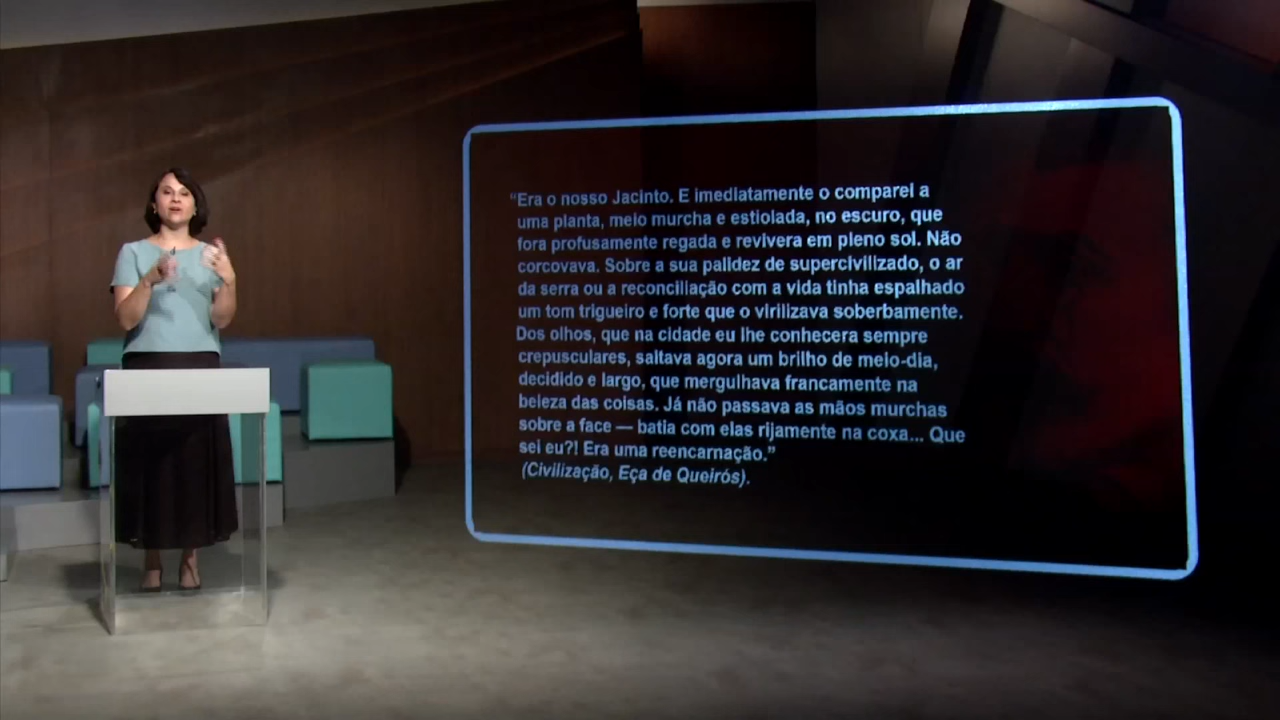 “Era o nosso Jacinto. E imediatamente o comparei a
uma planta, meio murcha e estiolada, no escuro, que
fora profusamente regada e revivera em pleno sol. Não
corcovava. Sobre a sua palidez de supercivilizado, o ar
da serra ou a reconciliação com a vida tinha espalhado
um tom trigueiro e forte que o virilizava soberbamente.
Dos olhos, que na cidade eu lhe conhecera sempre
crepusculares, saltava agora um brilho de meio-dia,
decidido e largo, que mergulhava francamente na
beleza das coisas. Já não passava as mãos murchas
sobre a face — batia com elas rijamente na coxa... Que
sei eu?! Era uma reencarnação.”
(Civilização, Eça de Queirós).